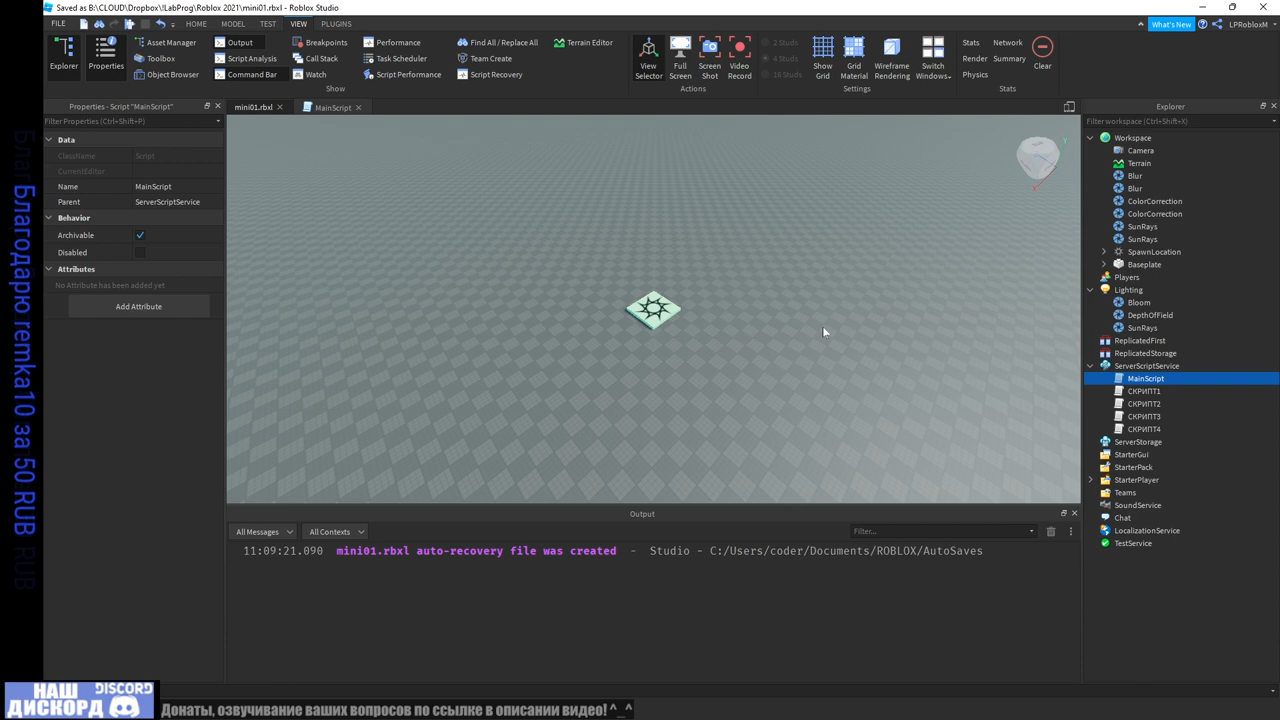 Saved as B:\CLOUD\Dropbox\!LabProg\Roblox 2021\mini01.rbxl - Roblox Studio
FILE HOME MODEL TEST VIEW PLUGINS What's New LPRobloxM
Explorer
Properties
Asset Manager
Toolbox
Object Browser
Output
Script Analysis
Command Bar
Breakpoints
Call Stack
Watch
Performance
Task Scheduler
Script Performance
Find All / Replace All
Team Create
Script Recovery
Terrain Editor
Show
View Selector
Full Screen
Screen Shot
Video Record
Actions
2 Studs
4 Studs
16 Studs
Show Grid
Grid Material
Wireframe Rendering
Switch Windows
Settings
Stats
Render
Physics
Network
Summary
Clear
Stats
Properties - Script "MainScript"
Filter Properties (Ctrl+Shift+P)
Data
ClassName Script
CurrentEditor...
Name MainScript
Parent ServerScriptService
Behavior
Archivable
Disabled
Attributes
No Attribute has been added yet
Add Attribute
mini01.rbxl
MainScript
Explorer
Filter workspace (Ctrl+Shift+X)
Workspace
Camera
Terrain
Blur
Blur
ColorCorrection
ColorCorrection
SunRays
SunRays
SpawnLocation
Baseplate
Players
Lighting
Bloom
DepthOfField
SunRays
ReplicatedFirst
ReplicatedStorage
ServerScriptService
MainScript
СКРИПТ1
СКРИПТ2
СКРИПТ3
СКРИПТ4
ServerStorage
StarterGui
StarterPack
StarterPlayer
Teams
SoundService
Chat
LocalizationService
TestService
Output
All Messages All Contexts Filter...
11:09:21.090 mini01.rbxl auto-recovery file was created - Studio - C:/Users/coder/Documents/ROBLOX/AutoSaves
Благодарю remka10 за 50 RUB
НАШ
ДИСКОРД
DISCORD
Донаты, озвучивание ваших вопросов по ссылке в описании видео! ^_^